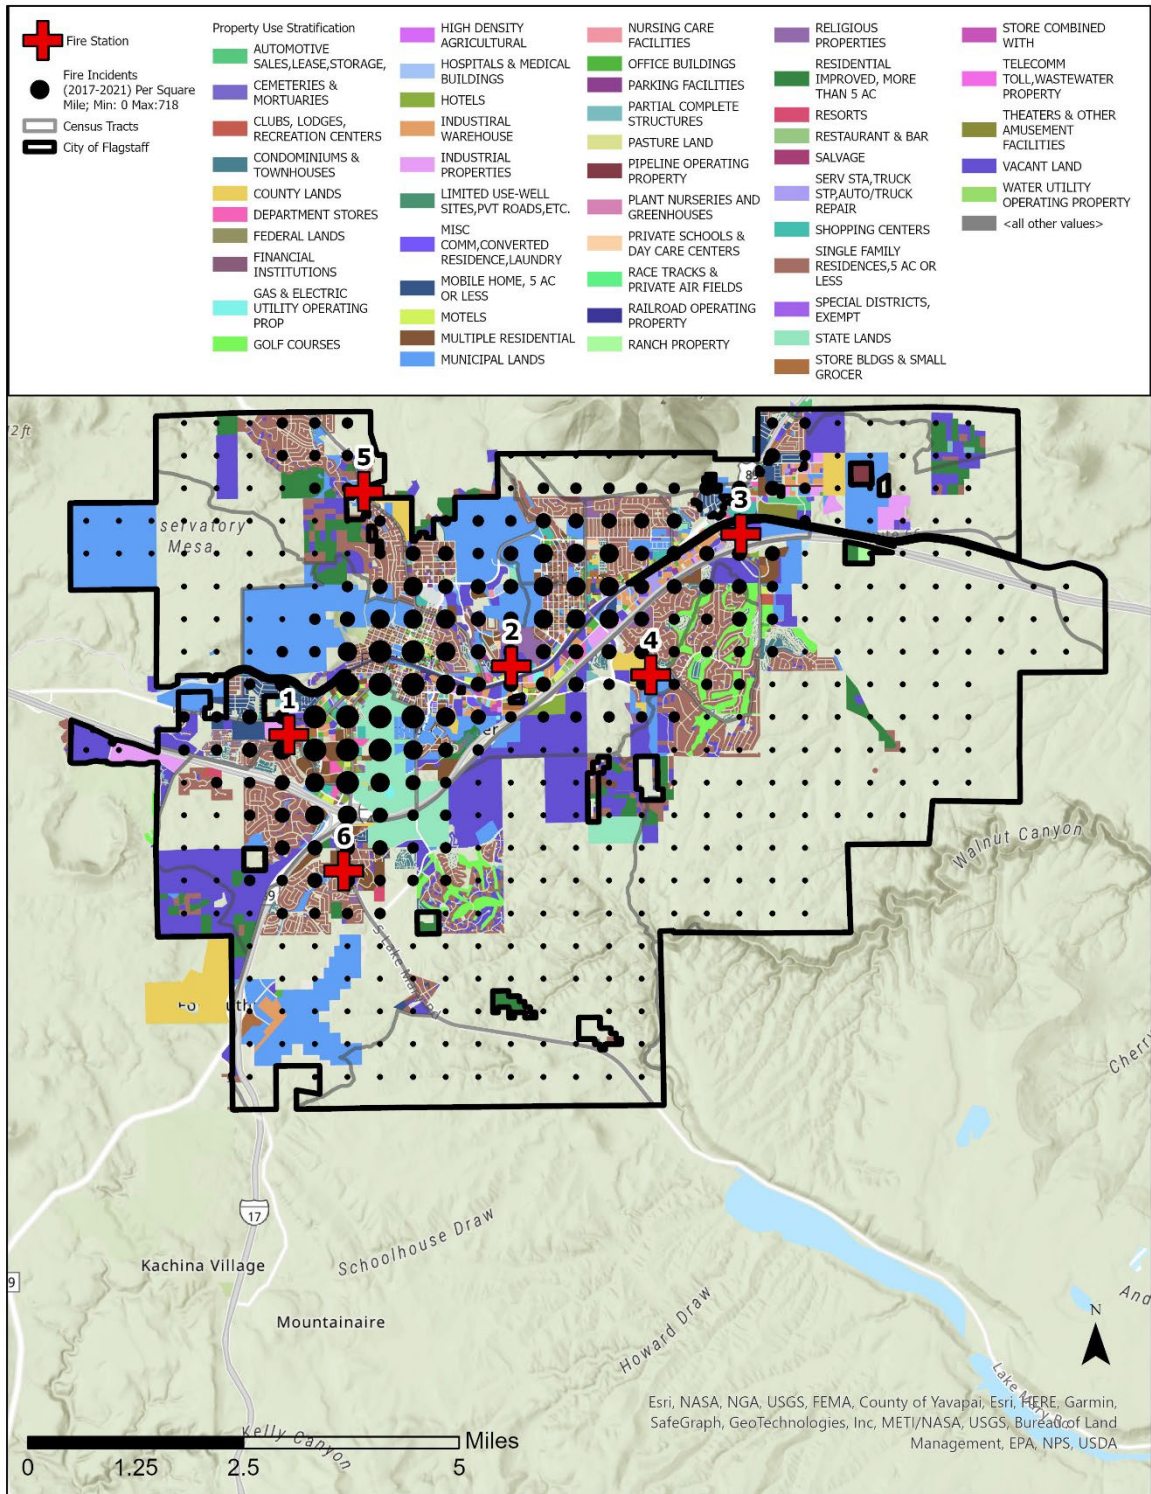 Fire Station
Fire Incidents
(2017-2021) Per Square
Mile; Min: 0 Max:718
Census Tracts
City of Flagstaff
Property Use Stratification
AUTOMOTIVE
SALES,LEASE,STORAGE,
CEMETERIES &
MORTUARIES
CLUBS, LODGES,
RECREATION CENTERS
CONDOMINIUMS &
TOWNHOUSES
COUNTY LANDS
DEPARTMENT STORES
FEDERAL LANDS
FINANCIAL
INSTITUTIONS
GAS & ELECTRIC
UTILITY OPERATING
PROP
GOLF COURSES
HIGH DENSITY
AGRICULTURAL
HOSPITALS & MEDICAL
BUILDINGS
HOTELS
INDUSTIRAL
WAREHOUSE
INDUSTRIAL
PROPERTIES
LIMITED USE-WELL
SITES,PVT ROADS,ETC.
MISC
COMM,CONVERTED
RESIDENCE,LAUNDRY
MOBILE HOME, 5 AC
OR LESS
MOTELS
MULTIPLE RESIDENTIAL
MUNICIPAL LANDS
NURSING CARE
FACILITIES
OFFICE BUILDINGS
PARKING FACILITIES
PARTIAL COMPLETE
STRUCTURES
PASTURE LAND
PIPELINE OPERATING
PROPERTY
PLANT NURSERIES AND
GREENHOUSES
PRIVATE SCHOOLS &
DAY CARE CENTERS
RACE TRACKS &
PRIVATE AIR FIELDS
RAILROAD OPERATING
PROPERTY
RANCH PROPERTY
RELIGIOUS
PROPERTIES
RESIDENTIAL
IMPROVED, MORE
THAN 5 AC
RESORTS
RESTAURANT & BAR
SALVAGE
SERV STA,TRUCK
STP,AUTO/TRUCK
REPAIR
SHOPPING CENTERS
SINGLE FAMILY
RESIDENCES,5 AC OR
LESS
SPECIAL DISTRICTS,
EXEMPT
STATE LANDS
STORE BLDGS & SMALL
GROCER
STORE COMBINED
WITH
TELECOMM
TOLL,WASTEWATER
PROPERTY
THEATERS & OTHER
AMUSEMENT
FACILITIES
VACANT LAND
WATER UTILITY
OPERATING PROPERTY
<all other values>
5
3
2
4
1
6
servatory
Mesa
Walnut Canyon
S Lake Mary
17
Kachina Village
Mountainaire
Schoolhouse Draw
Howard Draw
Kelly Canyon
Cherry
And
9
N
Lake Mary
Esri, NASA, NGA, USGS, FEMA, County of Yavapai, Esri, HERE, Garmin,
SafeGraph, GeoTechnologies, Inc, METI/NASA, USGS, Bureau of Land
Management, EPA, NPS, USDA
Miles
0 1.25 2.5 5